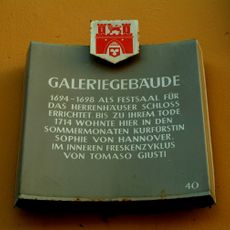 GALERIEGEBÄUDE
1694-1698 ALS FESTSAAL FÜR
DAS HERRENHÄUSER SCHLOSS
ERRICHTET. BIS ZU IHREM TODE
1714 WOHNTE HIER IN DEN
SOMMERMONATEN KURFÜRSTIN
SOPHIE VON HANNOVER.
IM INNEREN FRESKENZYKLUS
VON TOMASO GIUSTI
40